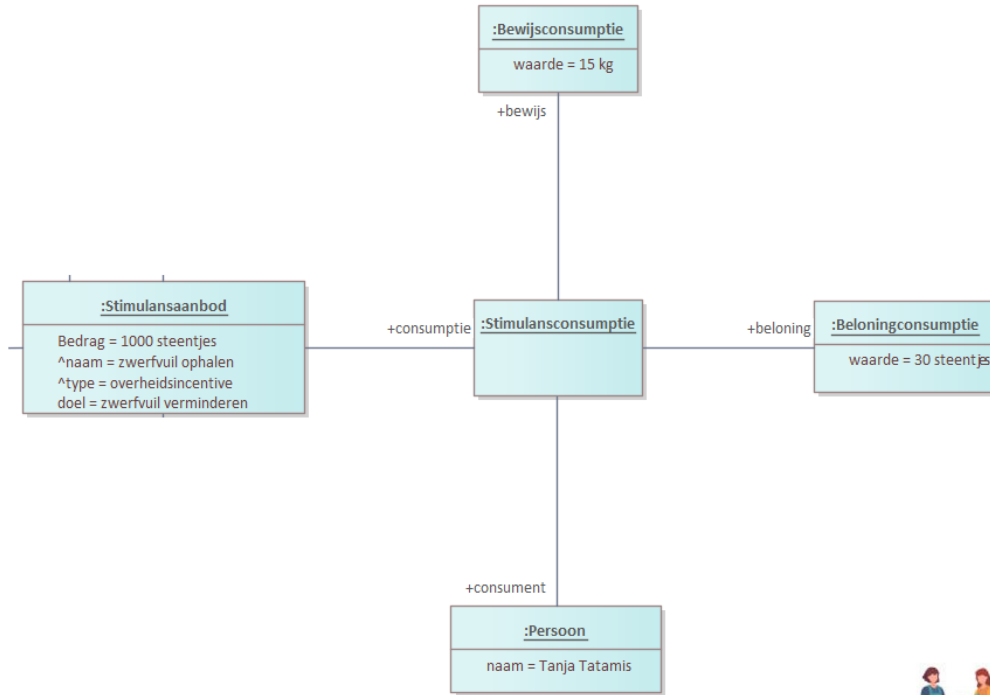 :Bewijsconsumptie
waarde = 15 kg
+bewijs
:Stimulansaanbod
Bedrag = 1000 steentjes
^naam = zwerfvuil ophalen
^type = overheidsincentive
doel = zwerfvuil verminderen
+consumptie
:Stimulansconsumptie
+beloning
:Beloningconsumptie
waarde = 30 steentjes
+consument
:Persoon
naam = Tanja Tatamis